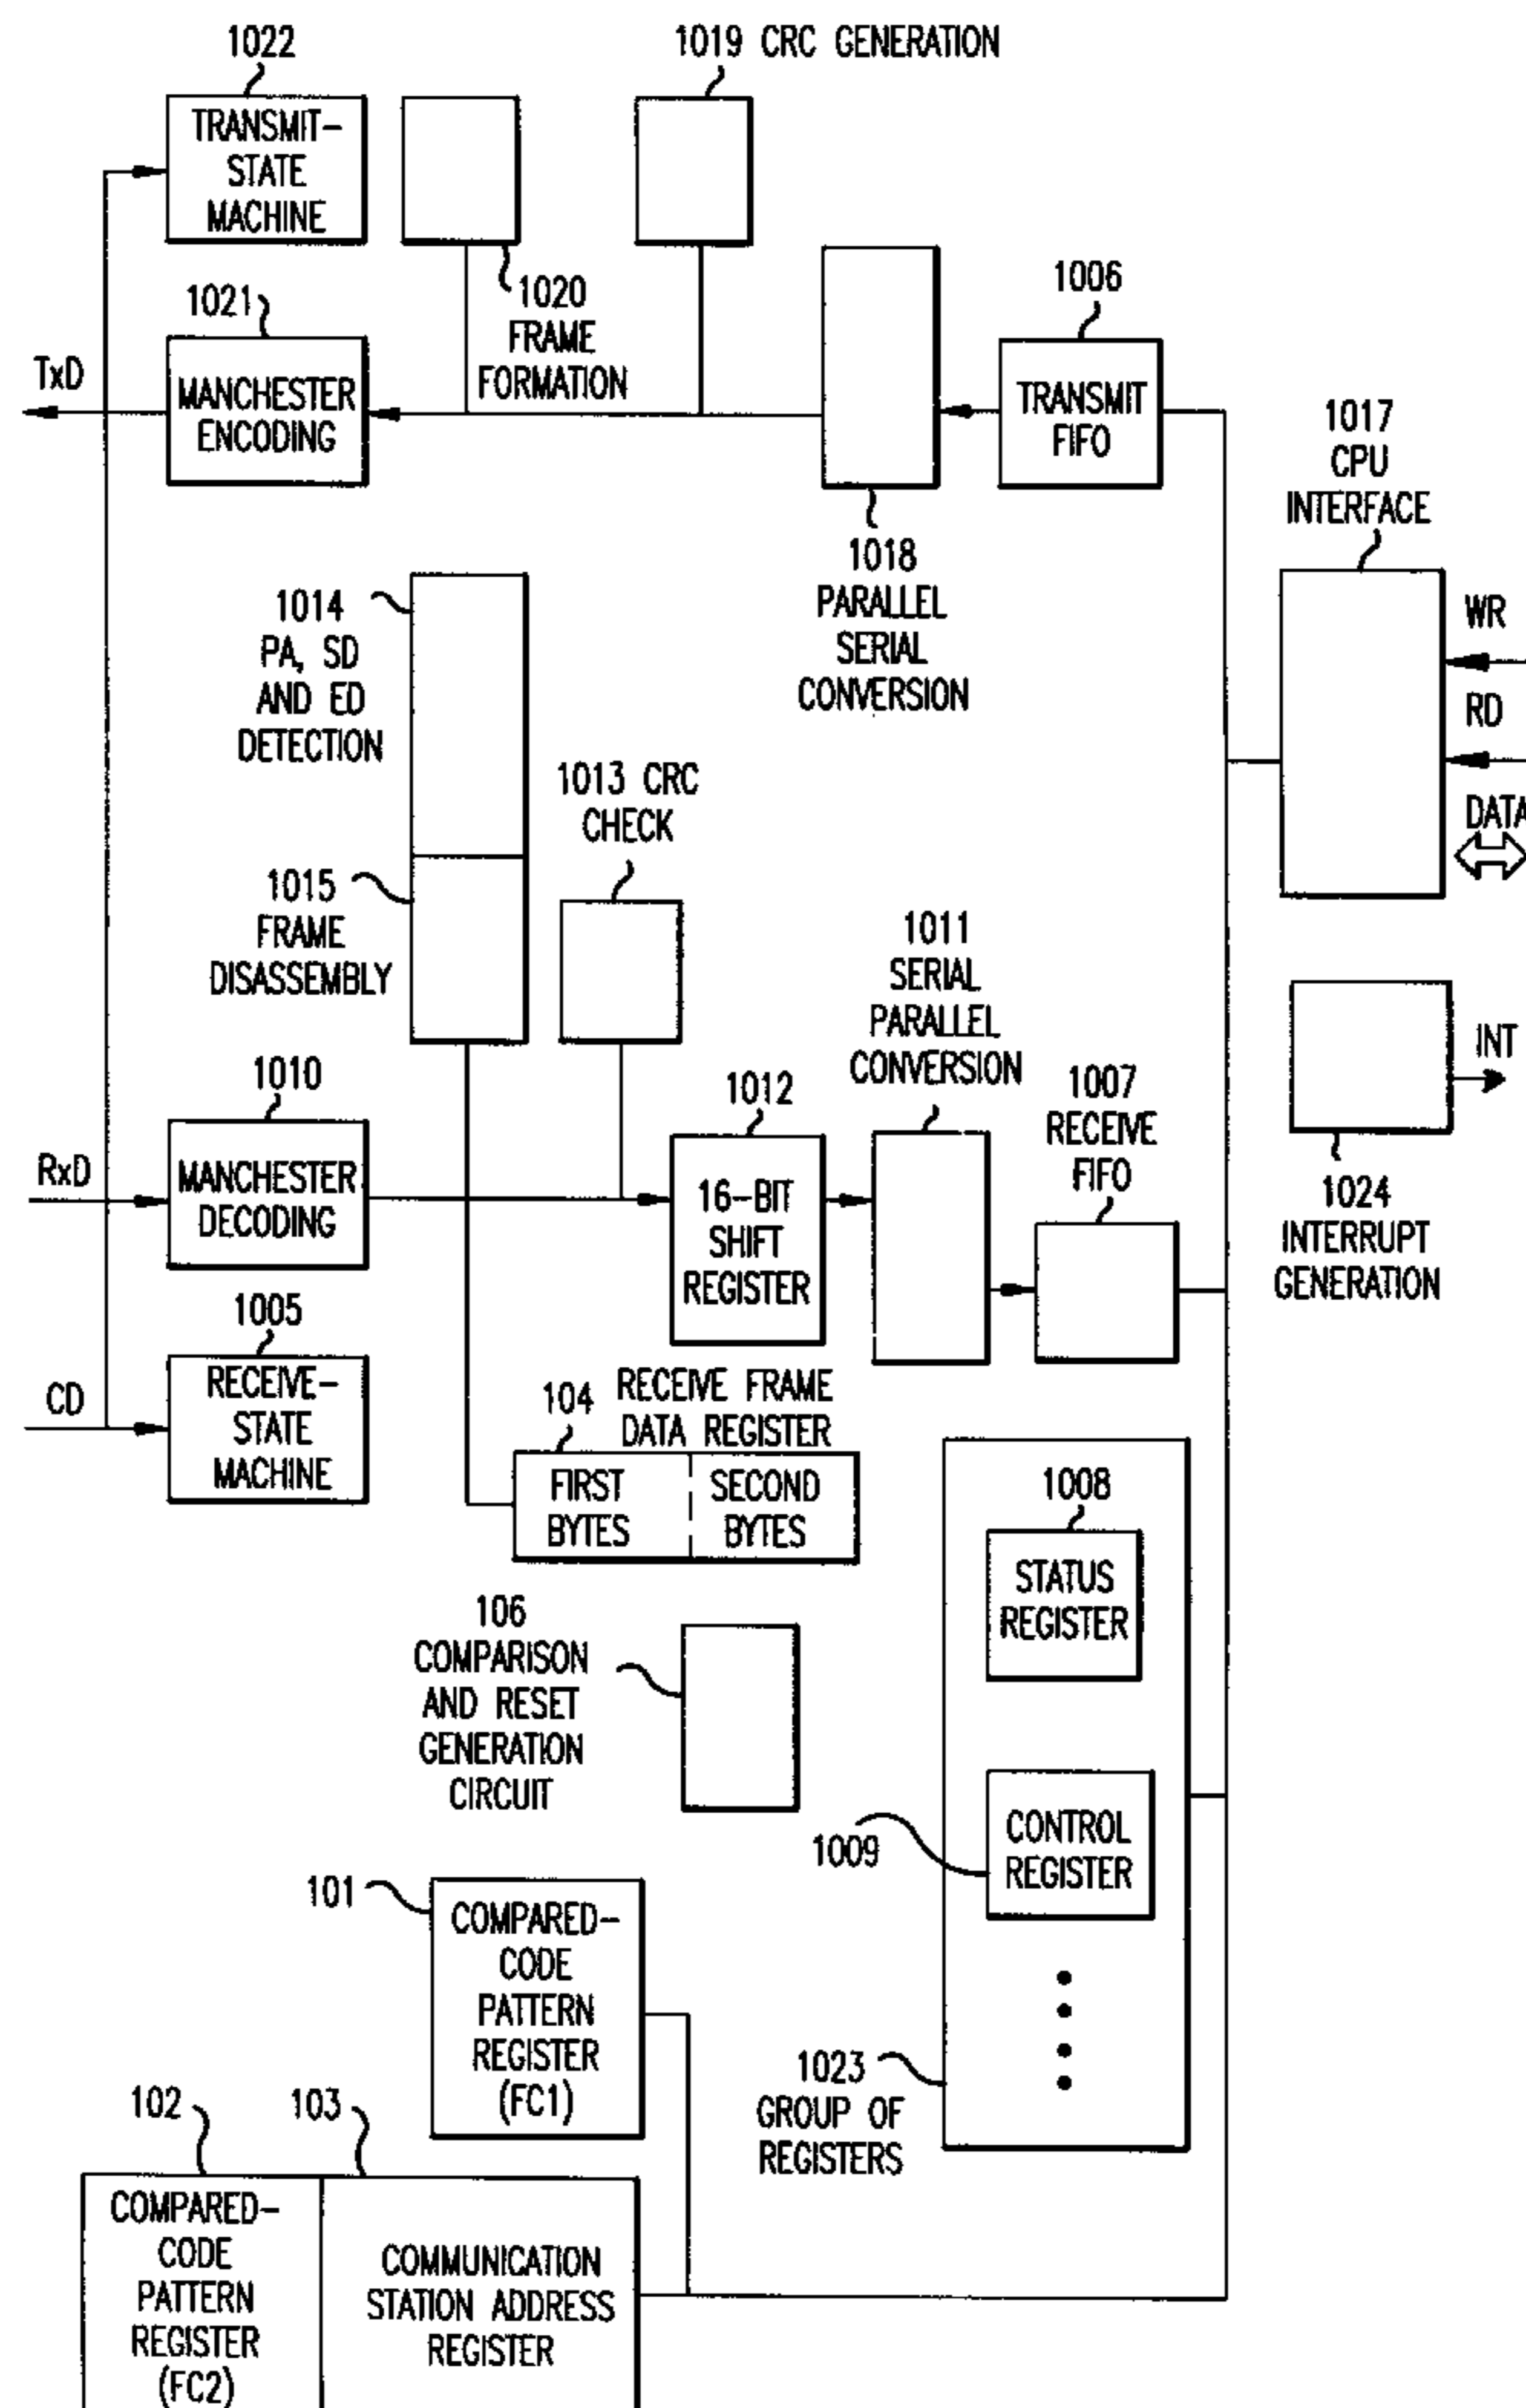 1022
TRANSMIT-
STATE
MACHINE
1019 CRC GENERATION
1020
FRAME
FORMATION
1021
MANCHESTER
ENCODING
TxD
1006
TRANSMIT
FIFO
1018
PARALLEL
SERIAL
CONVERSION
1017
CPU
INTERFACE
WR
RD
DATA
1014
PA, SD
AND ED
DETECTION
1013 CRC
CHECK
1015
FRAME
DISASSEMBLY
1011
SERIAL
PARALLEL
CONVERSION
INT
1024
INTERRUPT
GENERATION
1010
MANCHESTER
DECODING
RxD
1012
16-BIT
SHIFT
REGISTER
1007
RECEIVE
FIFO
1005
RECEIVE-
STATE
MACHINE
CD
104
RECEIVE FRAME
DATA REGISTER
FIRST
BYTES
SECOND
BYTES
1008
STATUS
REGISTER
106
COMPARISON
AND RESET
GENERATION
CIRCUIT
1009
CONTROL
REGISTER
101
COMPARED-
CODE
PATTERN
REGISTER
(FC1)
1023
GROUP OF
REGISTERS
102
COMPARED-
CODE
PATTERN
REGISTER
(FC2)
103
COMMUNICATION
STATION ADDRESS
REGISTER